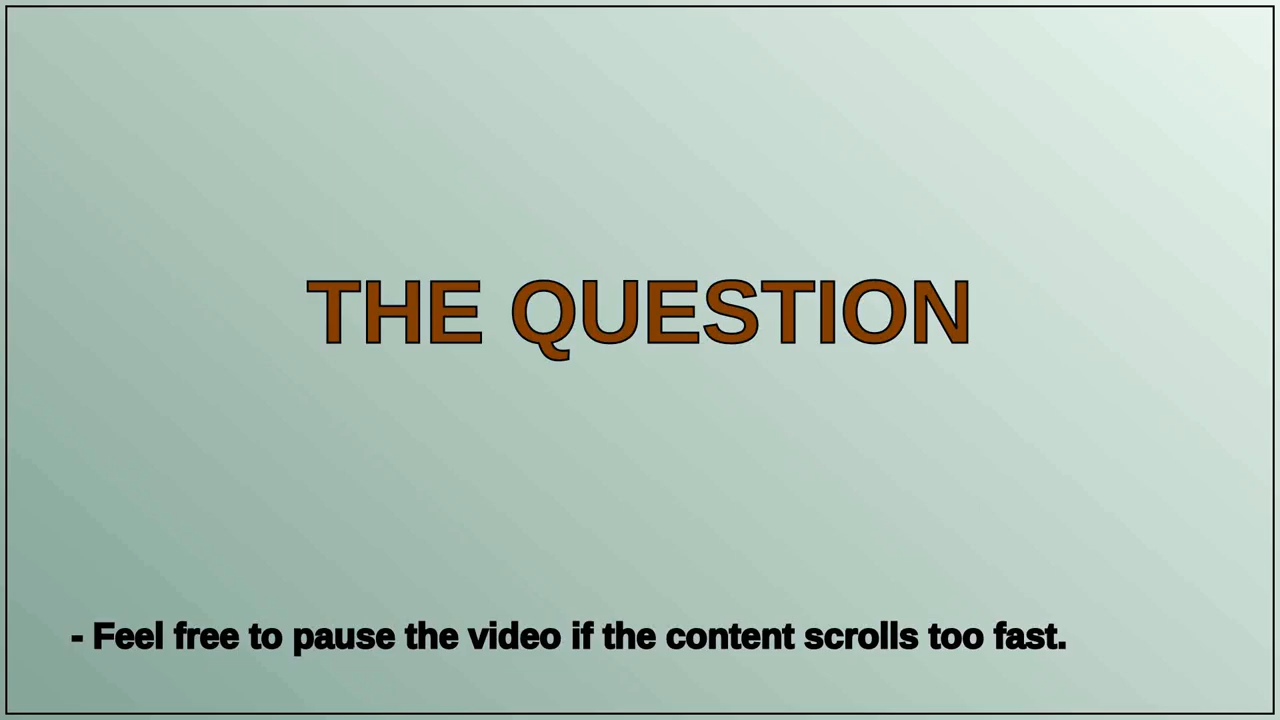 THE QUESTION
- Feel free to pause the video if the content scrolls too fast.